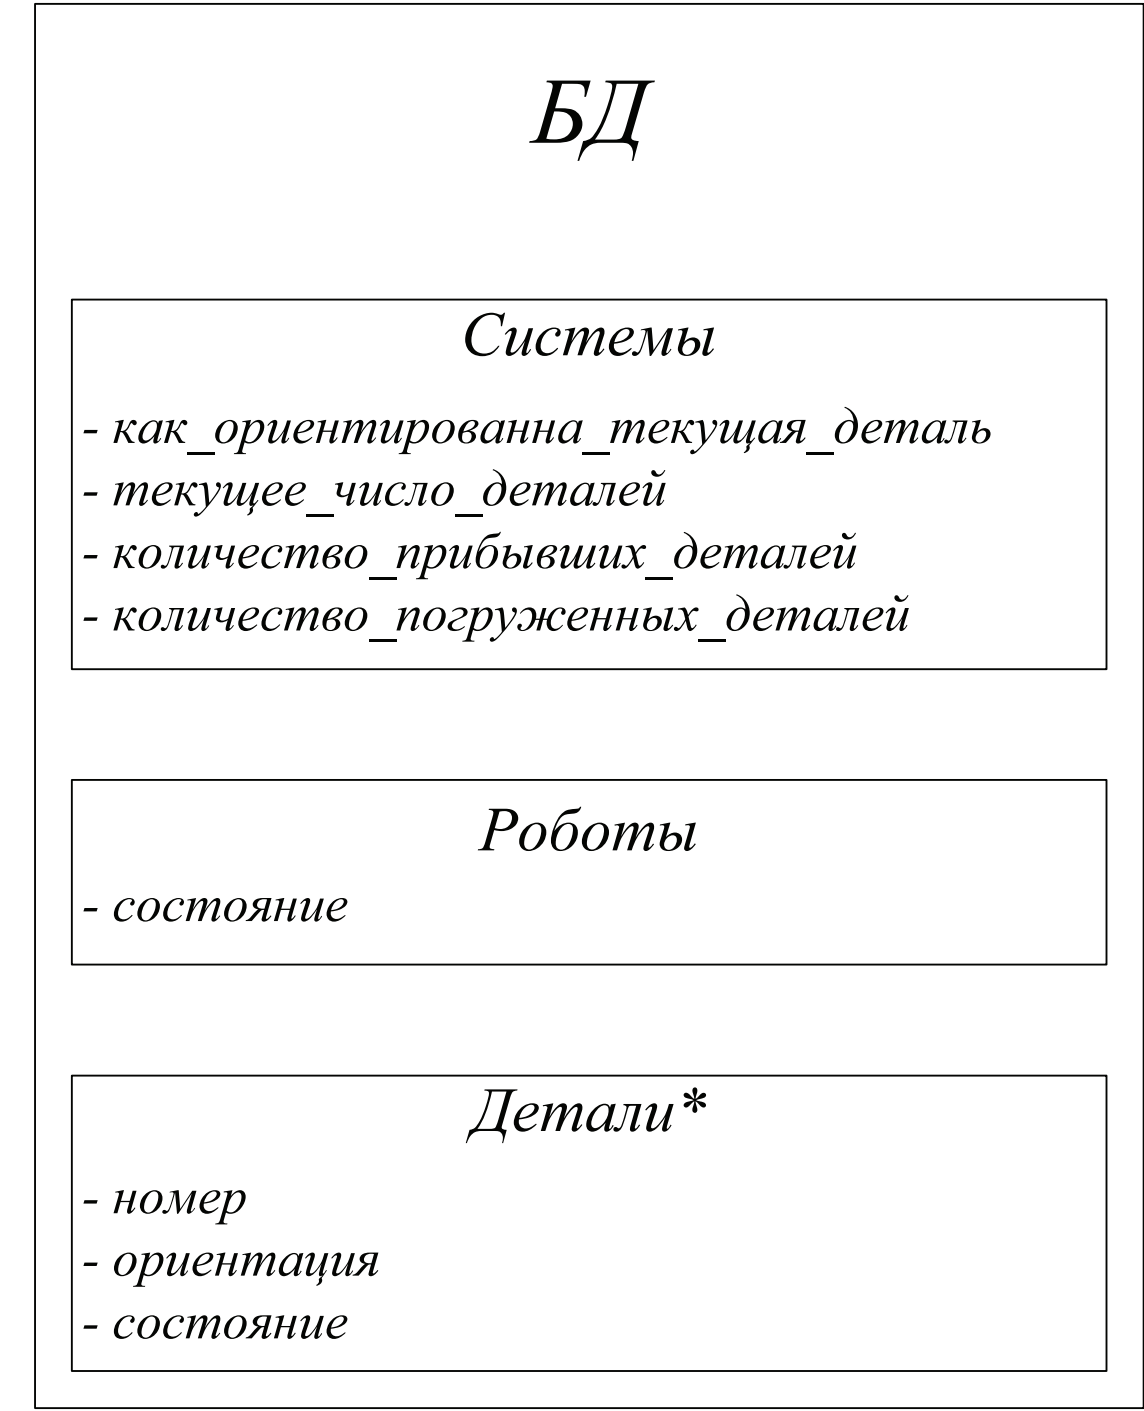 БД
Системы
- как_ориентированна_текущая_деталь
- текущее_число_деталей
- количество_прибывших_деталей
- количество_погруженных_деталей
Роботы
- состояние
Детали*
- номер
- ориентация
- состояние